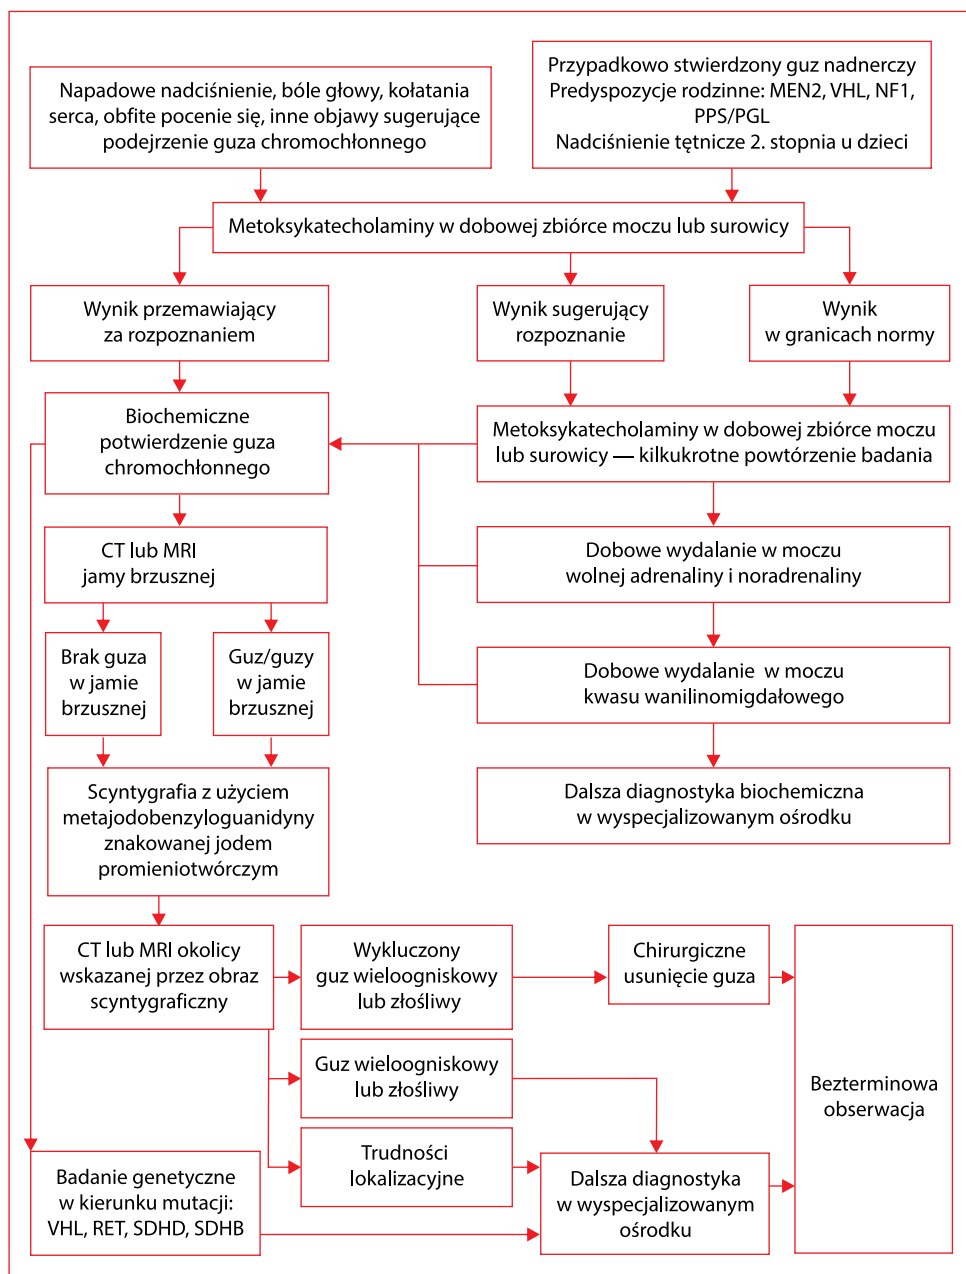 Napadowe nadciśnienie, bóle głowy, kołatania
serca, obfite pocenie się, inne objawy sugerujące
podejrzenie guza chromochłonnego
Przypadkowo stwierdzony guz nadnerczy
Predyspozycje rodzinne: MEN2, VHL, NF1,
PPS/PGL
Nadciśnienie tętnicze 2. stopnia u dzieci
Metoksykatecholaminy w dobowej zbiórce moczu lub surowicy
Wynik przemawiający
za rozpoznaniem
Wynik sugerujący
rozpoznanie
Wynik
w granicach normy
Biochemiczne
potwierdzenie guza
chromochłonnego
Metoksykatecholaminy w dobowej zbiórce moczu
lub surowicy — kilkukrotne powtórzenie badania
CT lub MRI
jamy brzusznej
Dobowe wydalanie w moczu
wolnej adrenaliny i noradrenaliny
Brak guza
w jamie
brzusznej
Guz/guzy
w jamie
brzusznej
Dobowe wydalanie w moczu
kwasu wanilinomigdałowego
Scyntygrafia z użyciem
metajodobenzyloguanidyny
znakowanej jodem
promieniotwórczym
Dalsza diagnostyka biochemiczna
w wyspecjalizowanym ośrodku
CT lub MRI okolicy
wskazanej przez obraz
scyntygraficzny
Wykluczony
guz wieloogniskowy
lub złośliwy
Chirurgiczne
usunięcie guza
Guz wieloogniskowy
lub złośliwy
Bezterminowa
obserwacja
Trudności
lokalizacyjne
Badanie genetyczne
w kierunku mutacji:
VHL, RET, SDHD, SDHB
Dalsza diagnostyka
w wyspecjalizowanym
ośrodku